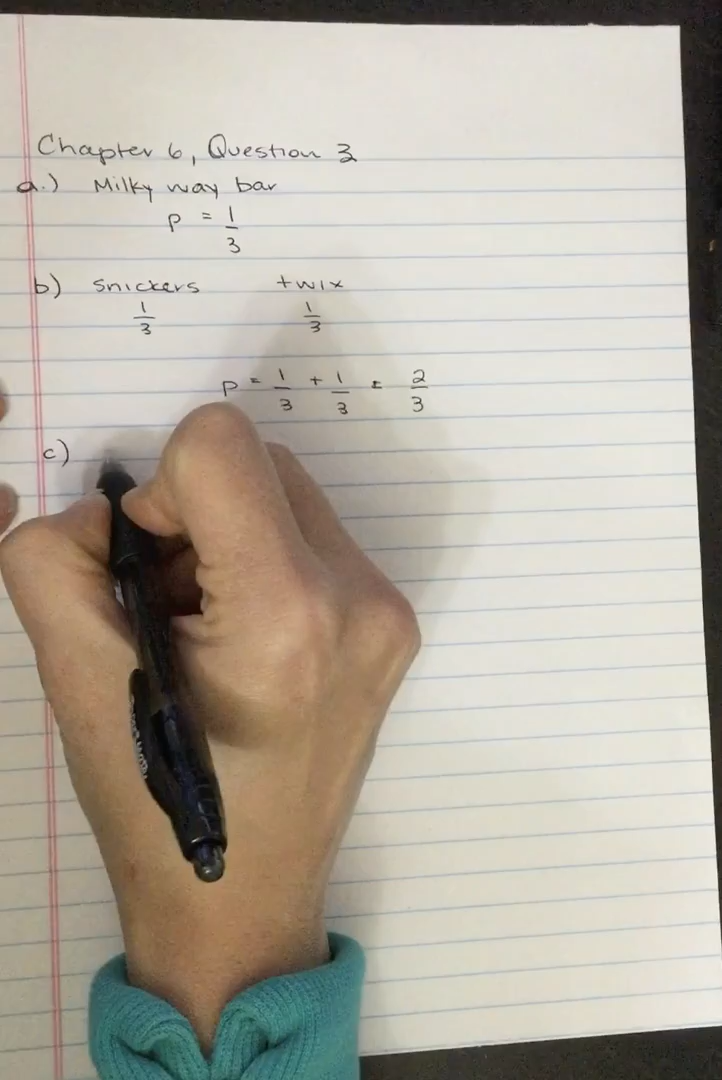 Chapter 6, Question 3
a.) Milky way bar
P = 1/3
b) snickers twix
1/3 1/3
P = 1/3 + 1/3 = 2/3
c)